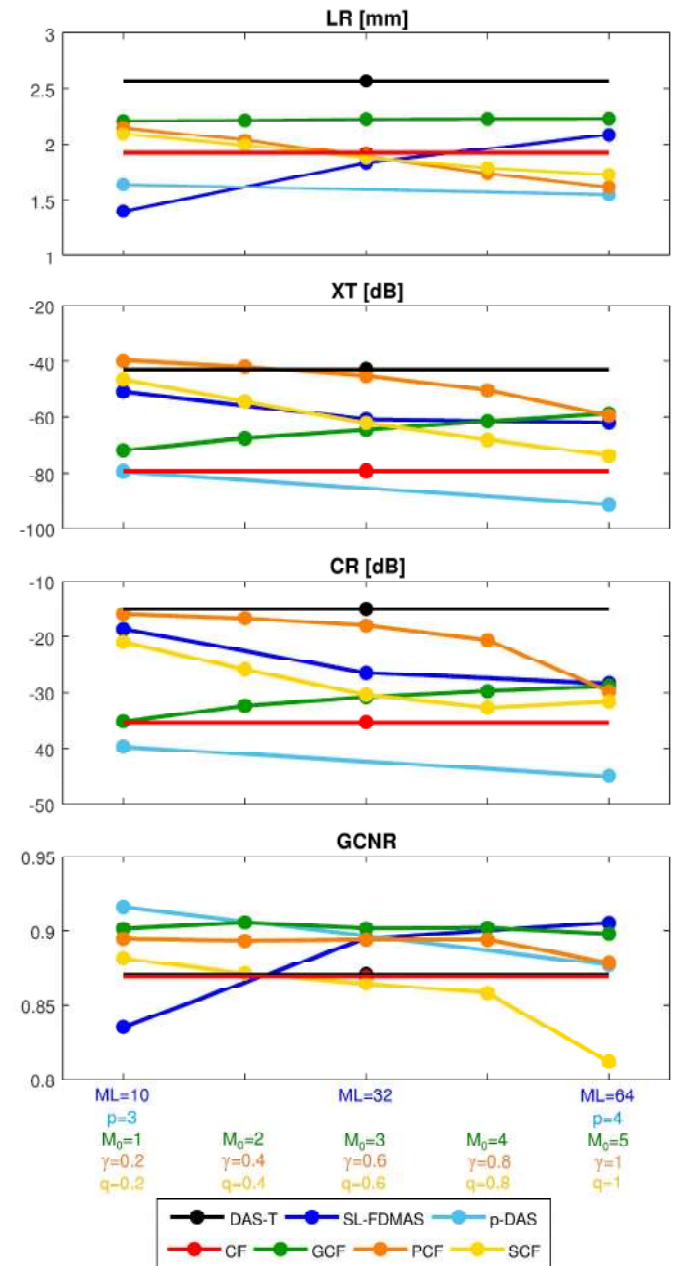 LR [mm]
3
2.5
2
1.5
1
XT [dB]
-20
-40
-60
-80
-100
CR [dB]
-10
-20
-30
40
-50
GCNR
0.95
0.9
0.85
0.8
ML=10 ML=32 ML=64
p=3 p=4
M₀=1 M₀=2 M₀=3 M₀=4 M₀=5
γ=0.2 γ=0.4 γ=0.6 γ=0.8 γ=1
q=0.2 q=0.4 q=0.6 q=0.8 q=1
DAS-T SL-FDMAS p-DAS
CF GCF PCF SCF